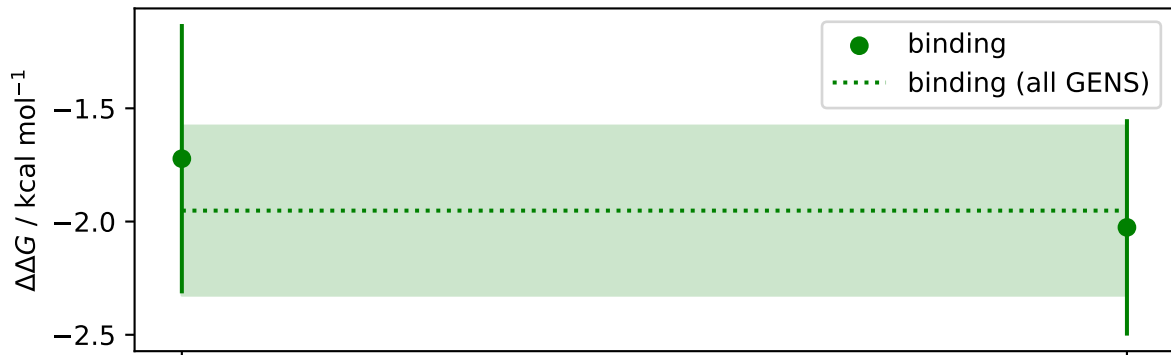 binding
binding (all GENS)
ΔΔG / kcal mol⁻¹
−1.5
−2.0
−2.5